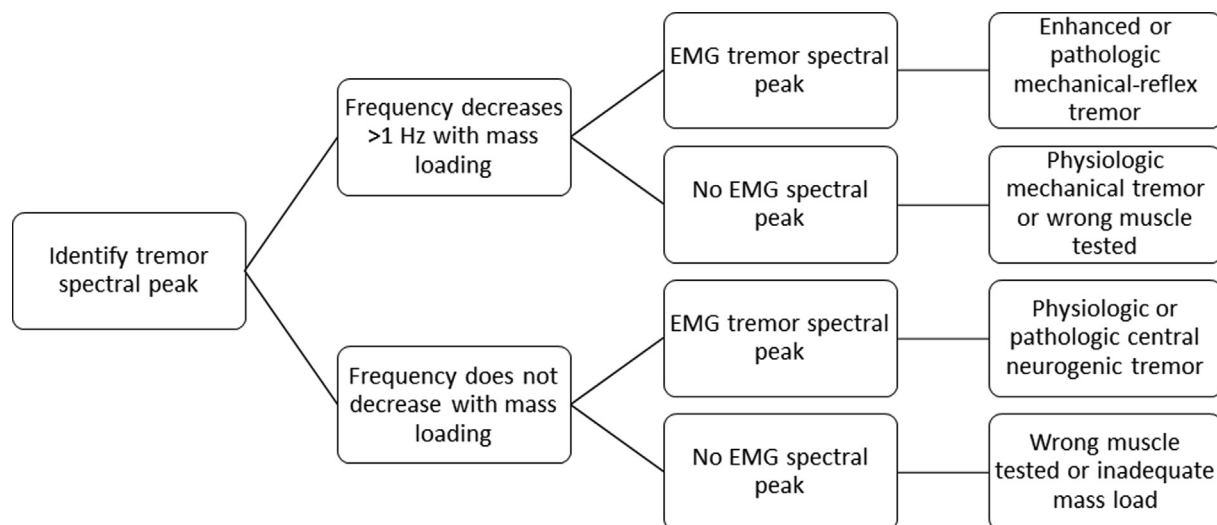 Identify tremor
spectral peak
Frequency decreases
>1 Hz with mass
loading
EMG tremor spectral
peak
Enhanced or
pathologic
mechanical-reflex
tremor
No EMG spectral
peak
Physiologic
mechanical tremor
or wrong muscle
tested
Frequency does not
decrease with mass
loading
EMG tremor spectral
peak
Physiologic or
pathologic central
neurogenic tremor
No EMG spectral
peak
Wrong muscle
tested or inadequate
mass load